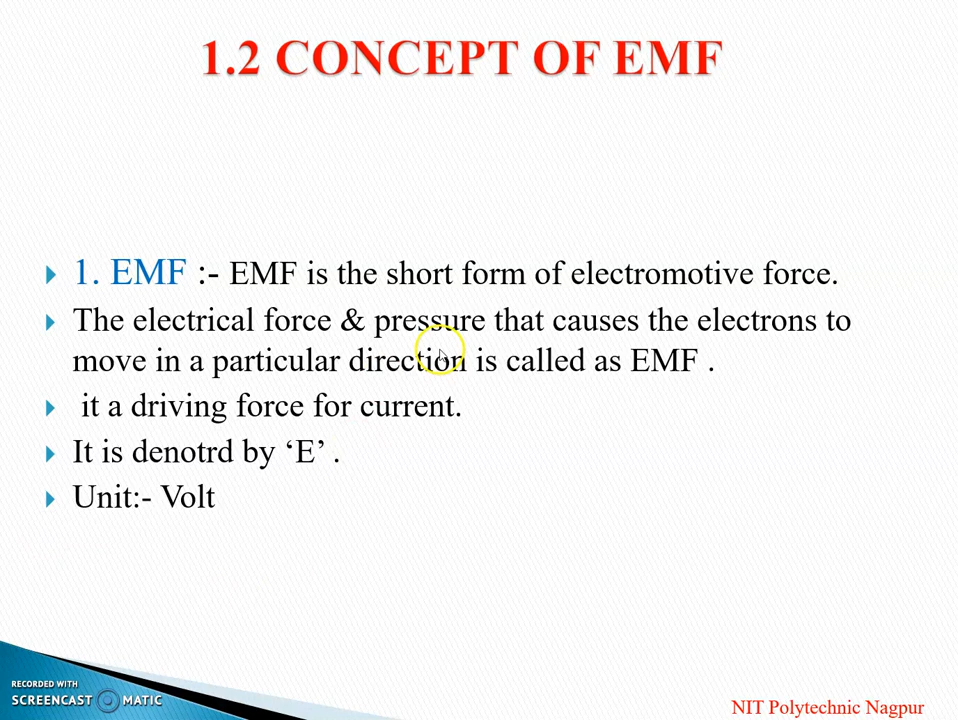 1.2 CONCEPT OF EMF
1. EMF :- EMF is the short form of electromotive force.
The electrical force & pressure that causes the electrons to
move in a particular direction is called as EMF .
it a driving force for current.
It is denotrd by ‘E’ .
Unit:- Volt
RECORDED WITH
SCREENCAST MATIC
NIT Polytechnic Nagpur